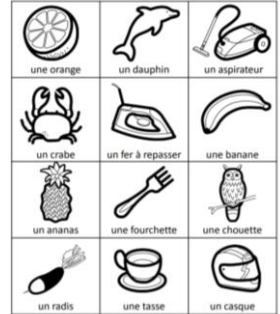 une orange
un dauphin
un aspirateur
un crabe
un fer à repasser
une banane
un ananas
une fourchette
une chouette
un radis
une tasse
un casque